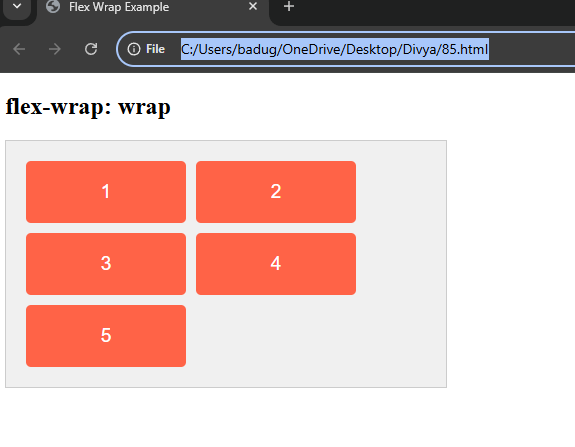 Flex Wrap Example
File C:/Users/badug/OneDrive/Desktop/Divya/85.html
flex-wrap: wrap
1 2
3 4
5